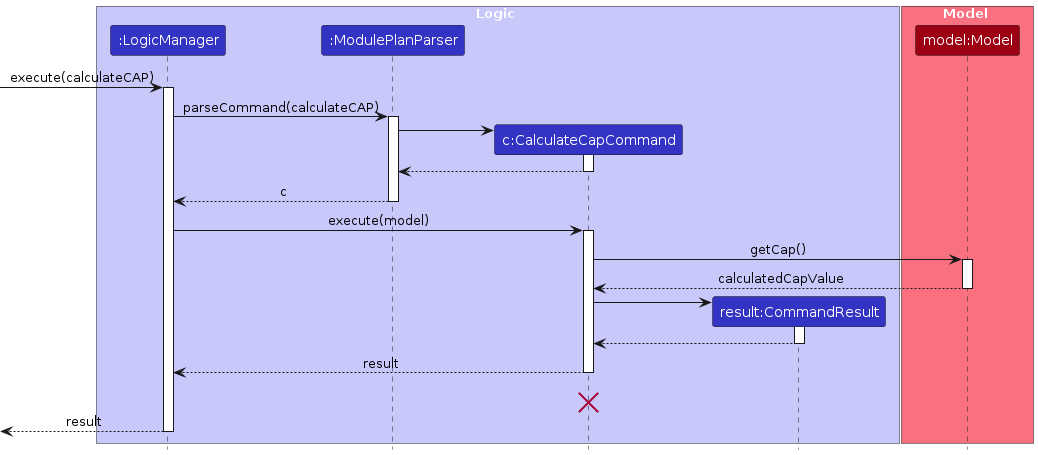 Logic
Model
:LogicManager
:ModulePlanParser
model:Model
execute(calculateCAP)
parseCommand(calculateCAP)
c:CalculateCapCommand
c
execute(model)
getCap()
calculatedCapValue
result:CommandResult
result
result